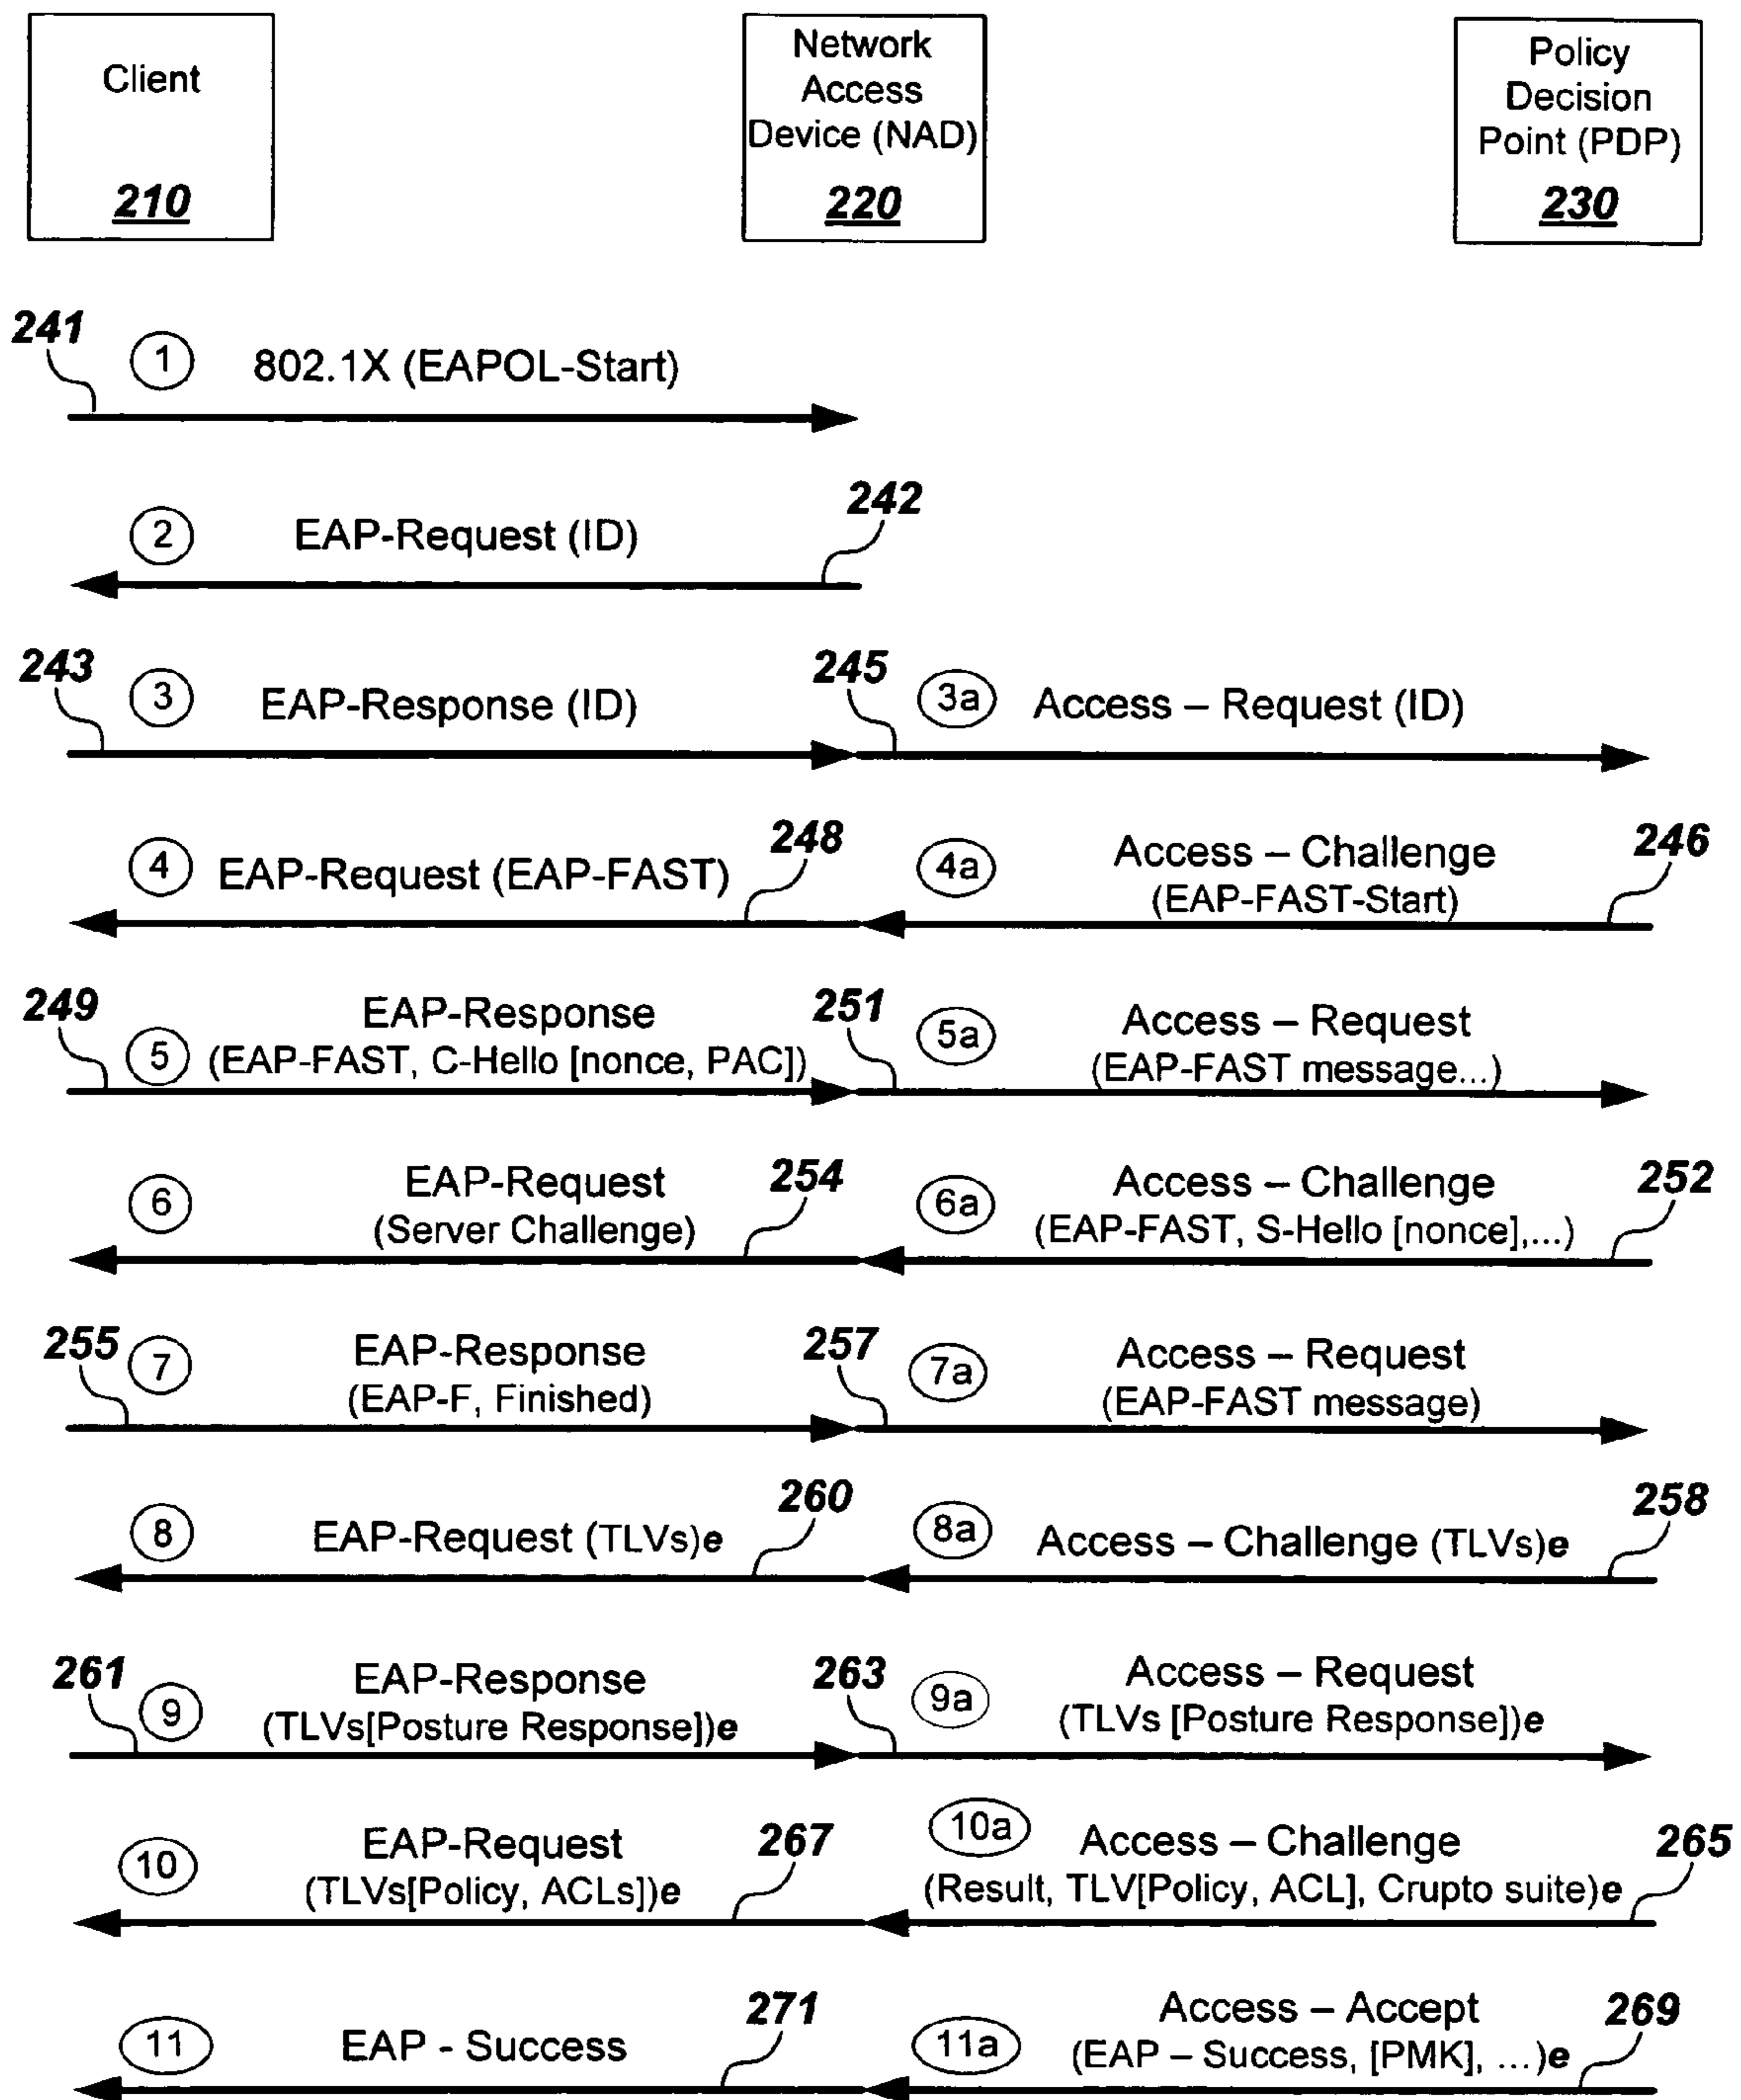 Client
210
Network
Access
Device (NAD)
220
Policy
Decision
Point (PDP)
230
241
1
802.1X (EAPOL-Start)
2
EAP-Request (ID)
242
243
3
EAP-Response (ID)
245
3a
Access – Request (ID)
4
EAP-Request (EAP-FAST)
248
4a
Access – Challenge
(EAP-FAST-Start)
246
249
5
EAP-Response
(EAP-FAST, C-Hello [nonce, PAC])
251
5a
Access – Request
(EAP-FAST message...)
6
EAP-Request
(Server Challenge)
254
6a
Access – Challenge
(EAP-FAST, S-Hello [nonce],...)
252
255
7
EAP-Response
(EAP-F, Finished)
257
7a
Access – Request
(EAP-FAST message)
8
EAP-Request (TLVs)e
260
8a
Access – Challenge (TLVs)e
258
261
9
EAP-Response
(TLVs[Posture Response])e
263
9a
Access – Request
(TLVs [Posture Response])e
10
EAP-Request
(TLVs[Policy, ACLs])e
267
10a
Access – Challenge
(Result, TLV[Policy, ACL], Crupto suite)e
265
11
EAP - Success
271
11a
Access – Accept
(EAP – Success, [PMK], ...)e
269